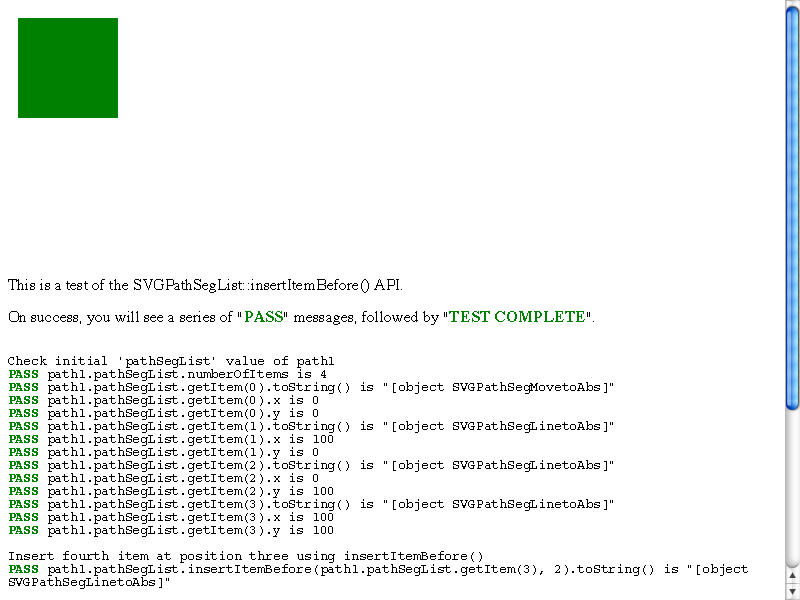 This is a test of the SVGPathSegList::insertItemBefore() API.
On success, you will see a series of "PASS" messages, followed by "TEST COMPLETE".
Check initial 'pathSegList' value of path1
PASS path1.pathSegList.numberOfItems is 4
PASS path1.pathSegList.getItem(0).toString() is "[object SVGPathSegMovetoAbs]"
PASS path1.pathSegList.getItem(0).x is 0
PASS path1.pathSegList.getItem(0).y is 0
PASS path1.pathSegList.getItem(1).toString() is "[object SVGPathSegLinetoAbs]"
PASS path1.pathSegList.getItem(1).x is 100
PASS path1.pathSegList.getItem(1).y is 0
PASS path1.pathSegList.getItem(2).toString() is "[object SVGPathSegLinetoAbs]"
PASS path1.pathSegList.getItem(2).x is 0
PASS path1.pathSegList.getItem(2).y is 100
PASS path1.pathSegList.getItem(3).toString() is "[object SVGPathSegLinetoAbs]"
PASS path1.pathSegList.getItem(3).x is 100
PASS path1.pathSegList.getItem(3).y is 100
Insert fourth item at position three using insertItemBefore()
PASS path1.pathSegList.insertItemBefore(path1.pathSegList.getItem(3), 2).toString() is "[object
SVGPathSegLinetoAbs]"